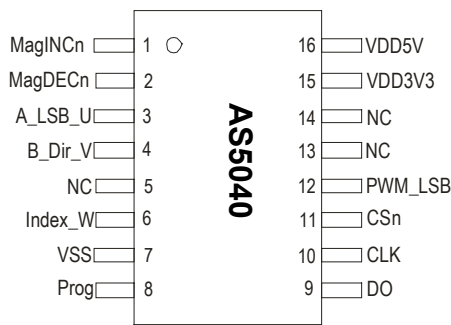 MagINCn 1 16 VDD5V
MagDECn 2 15 VDD3V3
A_LSB_U 3 14 NC
B_Dir_V 4 13 NC
NC 5 12 PWM_LSB
Index_W 6 11 CSn
VSS 7 10 CLK
Prog 8 9 DO
AS5040